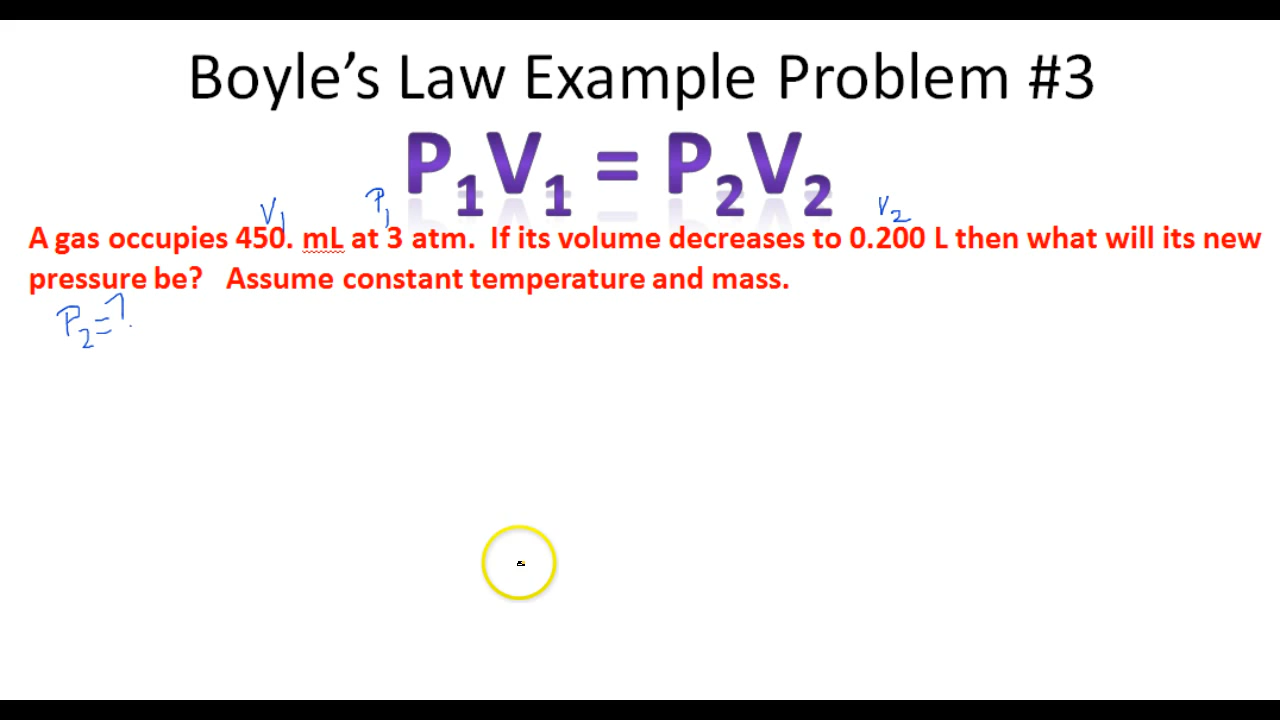 Boyle’s Law Example Problem #3
P₁V₁ = P₂V₂
V₁ P₁ V₂
A gas occupies 450. mL at 3 atm. If its volume decreases to 0.200 L then what will its new
pressure be? Assume constant temperature and mass.
P₂=?